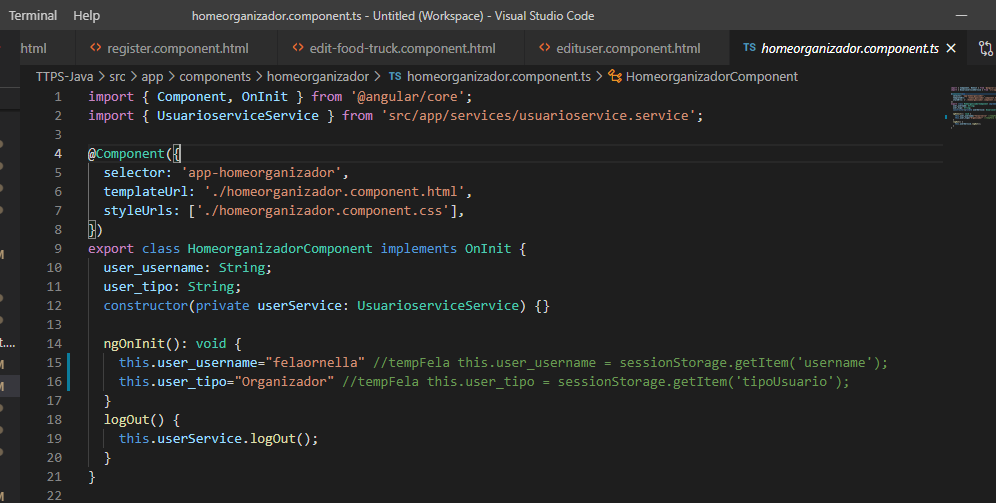 Terminal Help homeorganizador.component.ts - Untitled (Workspace) - Visual Studio Code
html <> register.component.html <> edit-food-truck.component.html <> edituser.component.html TS homeorganizador.component.ts ×
TTPS-Java > src > app > components > homeorganizador > TS homeorganizador.component.ts > HomeorganizadorComponent
1 import { Component, OnInit } from '@angular/core';
2 import { UsuarioserviceService } from 'src/app/services/usuarioservice.service';
3
4 @Component({
5 selector: 'app-homeorganizador',
6 templateUrl: './homeorganizador.component.html',
7 styleUrls: ['./homeorganizador.component.css'],
8 })
9 export class HomeorganizadorComponent implements OnInit {
10 user_username: String;
11 user_tipo: String;
12 constructor(private userService: UsuarioserviceService) {}
13
14 ngOnInit(): void {
15 this.user_username="felaornella" //tempFela this.user_username = sessionStorage.getItem('username');
16 this.user_tipo="Organizador" //tempFela this.user_tipo = sessionStorage.getItem('tipoUsuario');
17 }
18 logOut() {
19 this.userService.logOut();
20 }
21 }
22
t....
M
M
M
M